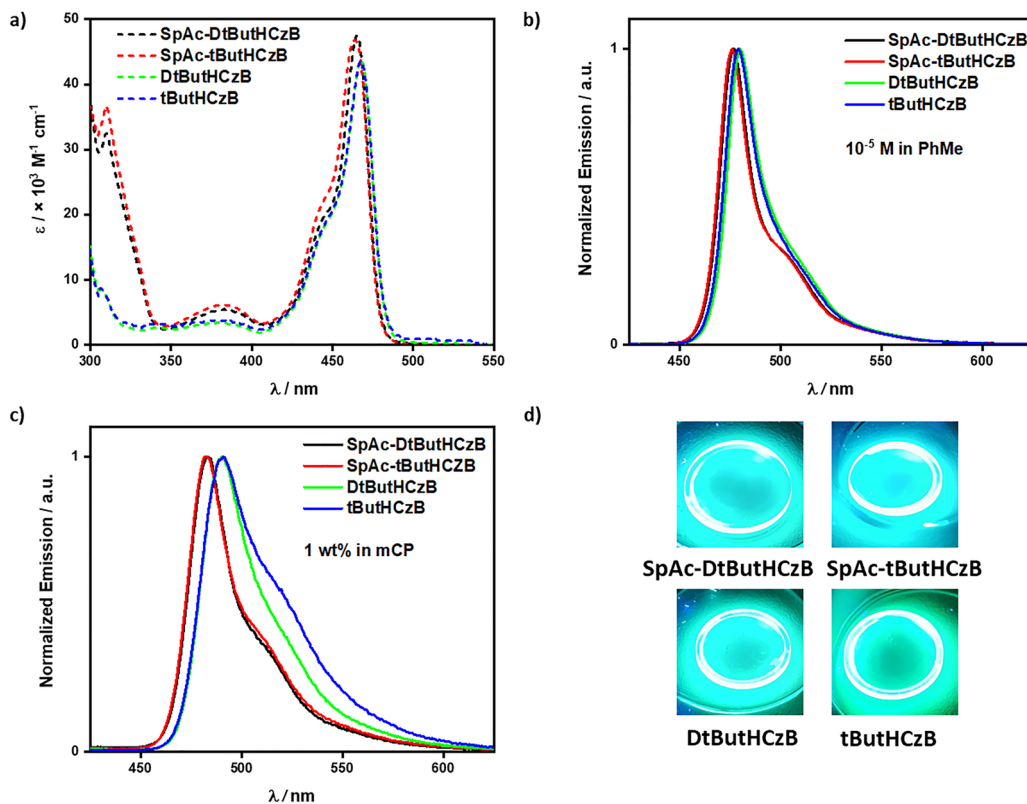 a)
50
40
30
20
10
0
ε / × 10³ M⁻¹ cm⁻¹
SpAc-DtButHCzB
SpAc-tButHCzB
DtButHCzB
tButHCzB
300 350 400 450 500 550
λ / nm
b)
1
0
Normalized Emission / a.u.
SpAc-DtButHCzB
SpAc-tButHCzB
DtButHCzB
tButHCzB
10⁻⁵ M in PhMe
450 500 550 600
λ / nm
c)
1
0
Normalized Emission / a.u.
SpAc-DtButHCzB
SpAc-tButHCZB
DtButHCzB
tButHCzB
1 wt% in mCP
450 500 550 600
λ / nm
d)
SpAc-DtButHCzB SpAc-tButHCzB
DtButHCzB tButHCzB